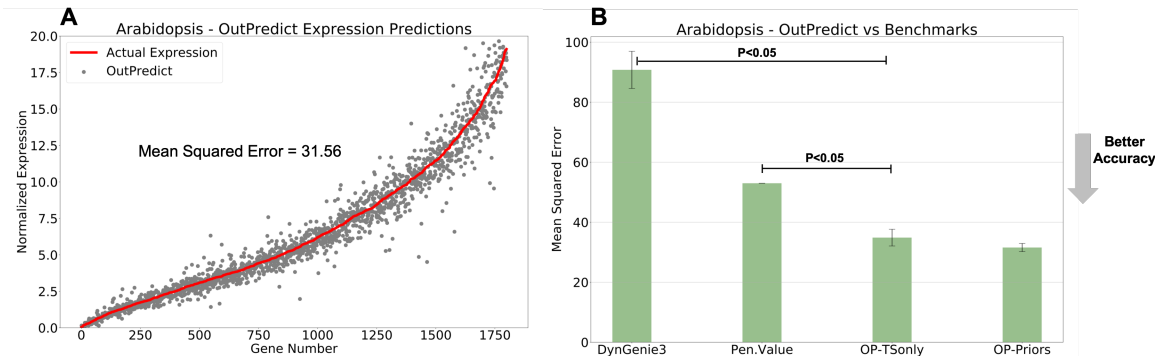 A
Arabidopsis - OutPredict Expression Predictions
Normalized Expression
20.0
17.5
15.0
12.5
10.0
7.5
5.0
2.5
0.0
Actual Expression
OutPredict
Mean Squared Error = 31.56
0 250 500 750 1000 1250 1500 1750
Gene Number
B
Arabidopsis - OutPredict vs Benchmarks
Mean Squared Error
100
80
60
40
20
0
P<0.05
P<0.05
DynGenie3 Pen.Value OP-TSonly OP-Priors
Better
Accuracy